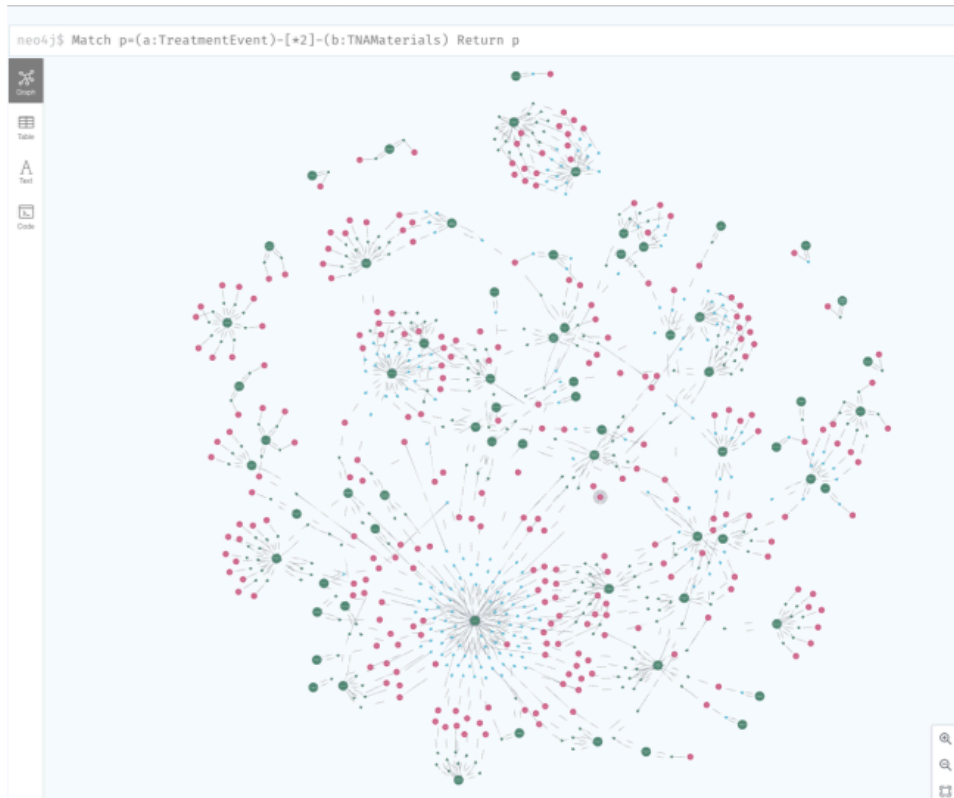 neo4j$ Match p=(a:TreatmentEvent)-[*2]-(b:TNAMaterials) Return p
Graph
Table
A
Text
Code